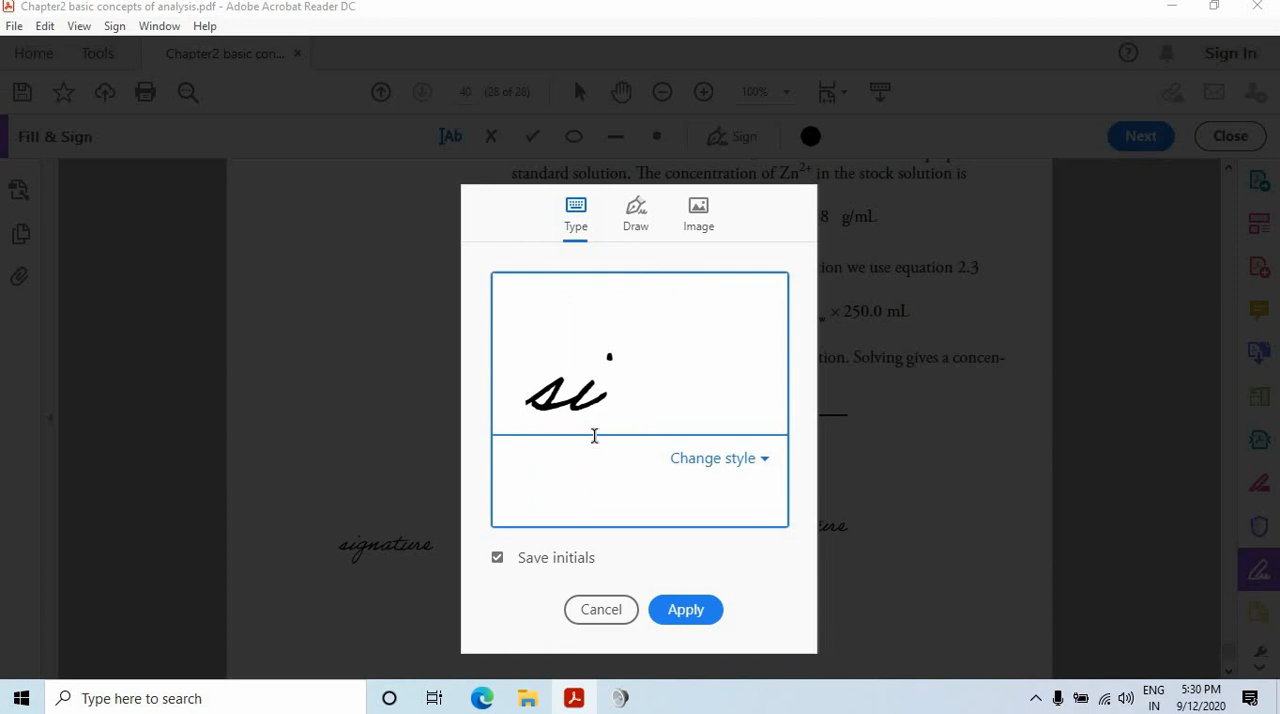 Chapter2 basic concepts of analysis.pdf - Adobe Acrobat Reader DC
File Edit View Sign Window Help
Home Tools Chapter2 basic con... × Sign In
40 (28 of 28) 100%
Fill & Sign Ab Sign Next Close
standard solution. The concentration of Zn2+ in the stock solution is
8 g/mL
we use equation 2.3
× 250.0 mL
Solving gives a concen-
Type Draw Image
si
Change style
Save initials
Cancel Apply
signature
Type here to search
ENG
IN
5:30 PM
9/12/2020